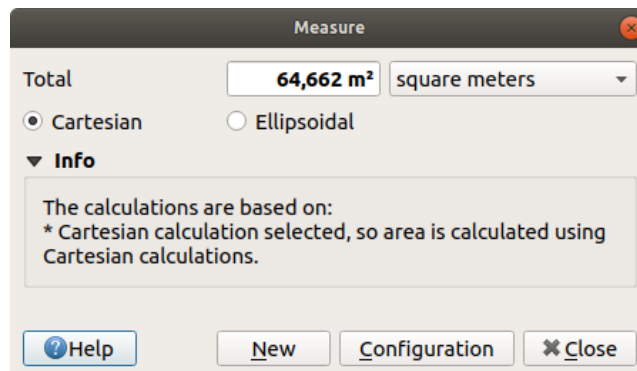 Measure
Total 64,662 m² square meters
Cartesian Ellipsoidal
Info
The calculations are based on:
* Cartesian calculation selected, so area is calculated using
Cartesian calculations.
Help New Configuration Close